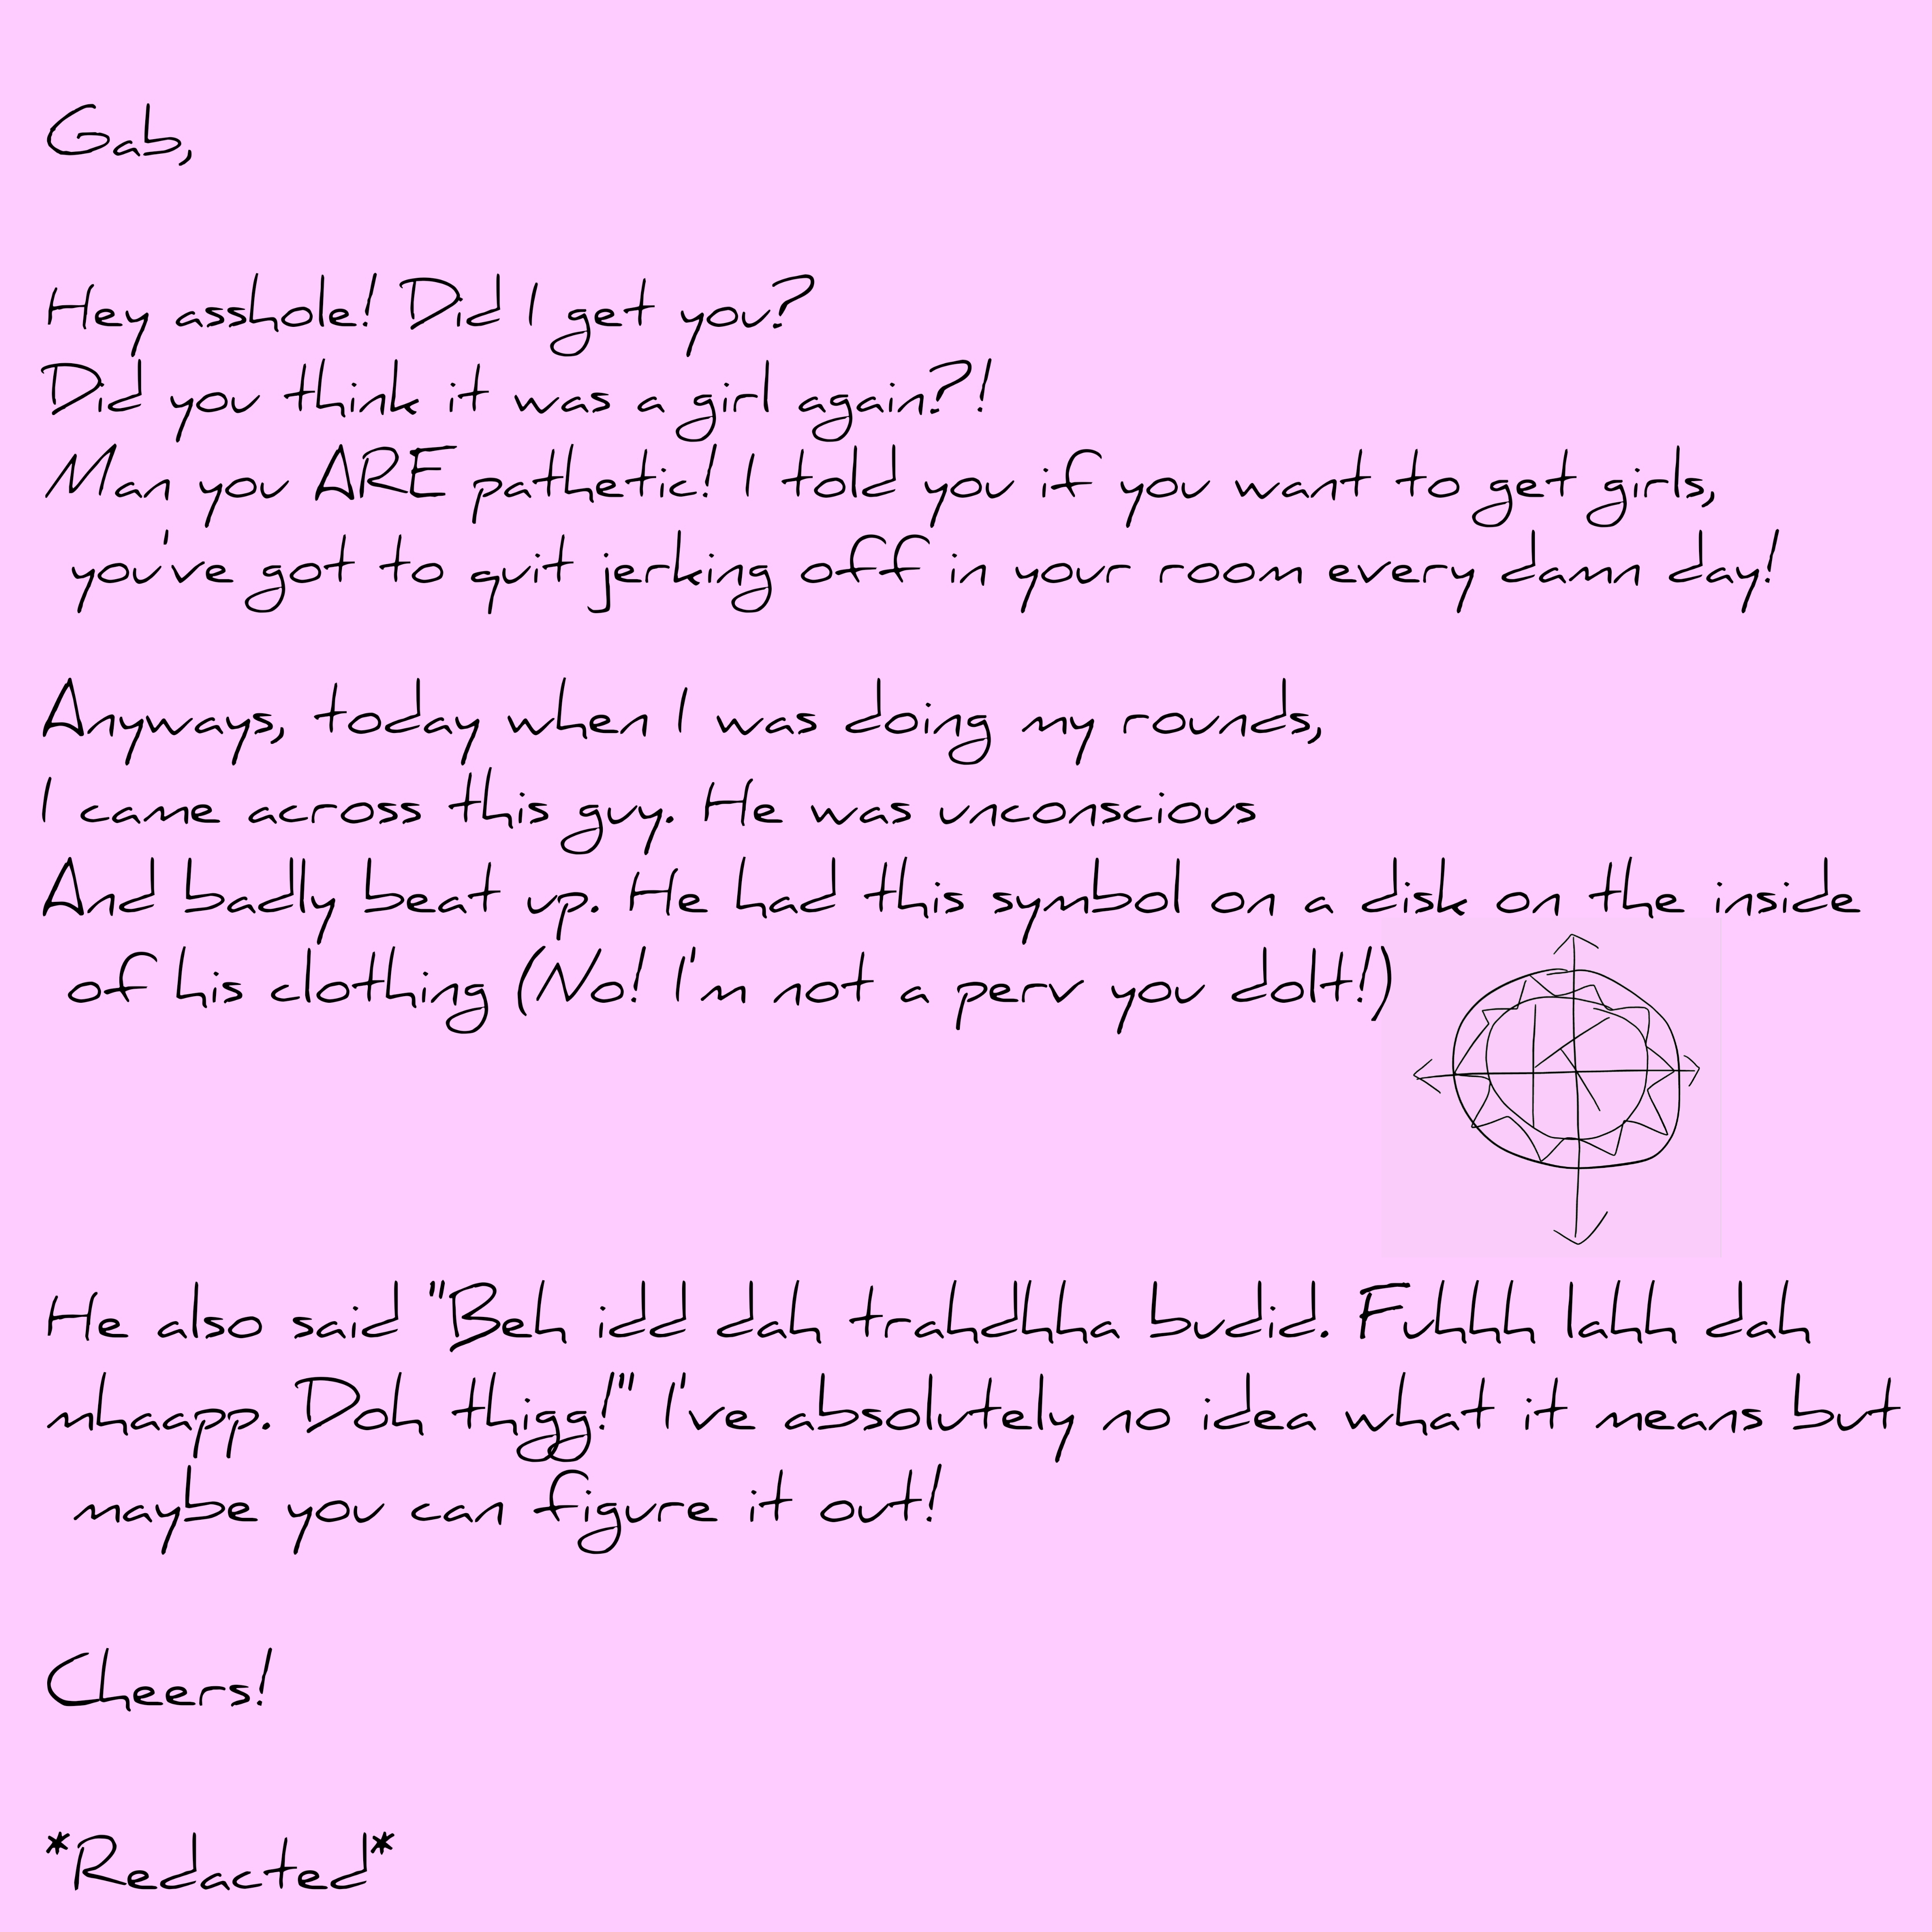 Gab,
Hey asshole! Did I get you?
Did you think it was a girl again?!
Man you ARE pathetic! I told you if you want to get girls,
you've got to quit jerking off in your room every damn day!
Anyways, today when I was doing my rounds,
I came across this guy. He was unconscious
And badly beat up. He had this symbol on a disk on the inside
of his clothing (No! I'm not a perv you dolt!)
He also said "Beh idd dah trahdhha budid. Fuhhh lahh dah
mhaapp. Doh thigg!"" I've absolutely no idea what it means but
maybe you can figure it out!
Cheers!
*Redacted*